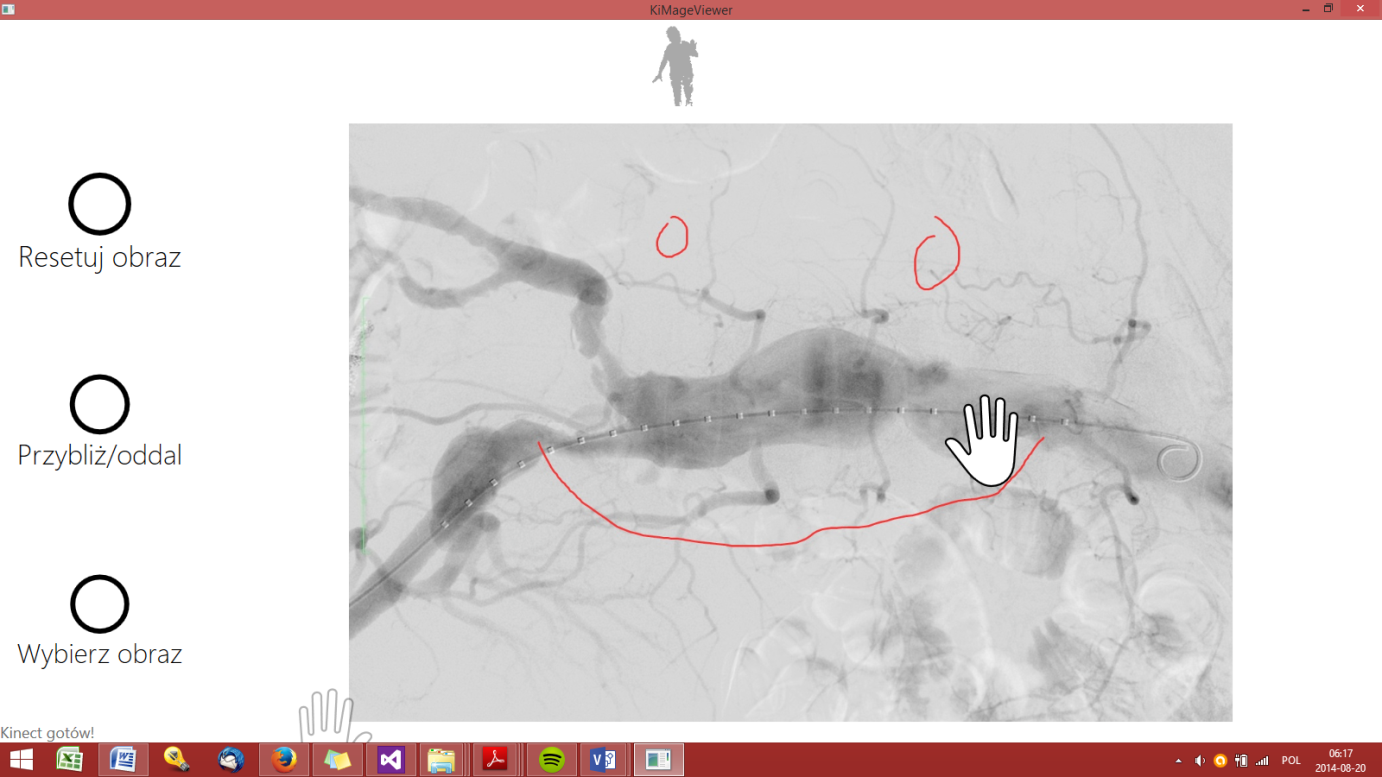 KiMageViewer
Resetuj obraz
Przybliż/oddal
Wybierz obraz
Kinect gotów!
POL
06:17
2014-08-20